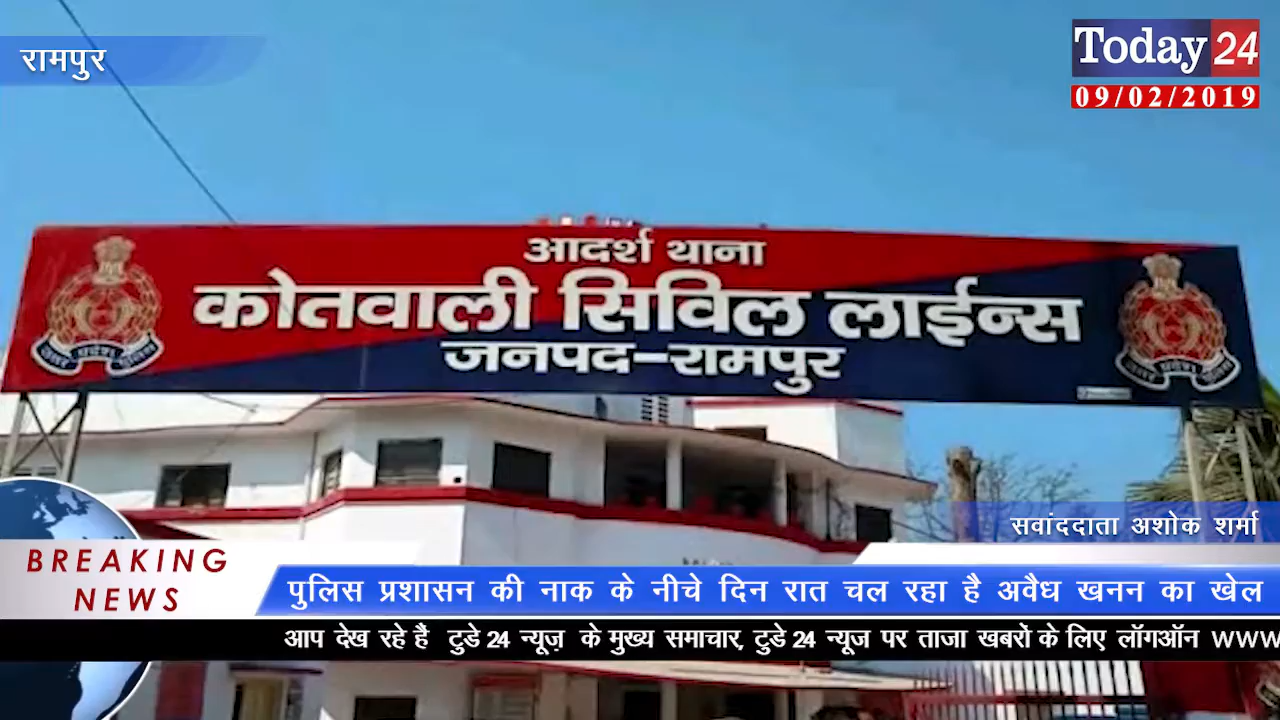 रामपुर
Today 24
09/02/2019
आदर्श थाना
कोतवाली सिविल लाईन्स
जनपद–रामपुर
सवांददाता अशोक शर्मा
BREAKING
NEWS
पुलिस प्रशासन की नाक के नीचे दिन रात चल रहा है अवैध खनन का खेल
आप देख रहे हैं टुडे 24 न्यूज़ के मुख्य समाचार, टुडे 24 न्यूज पर ताजा खबरों के लिए लॉगऑन www